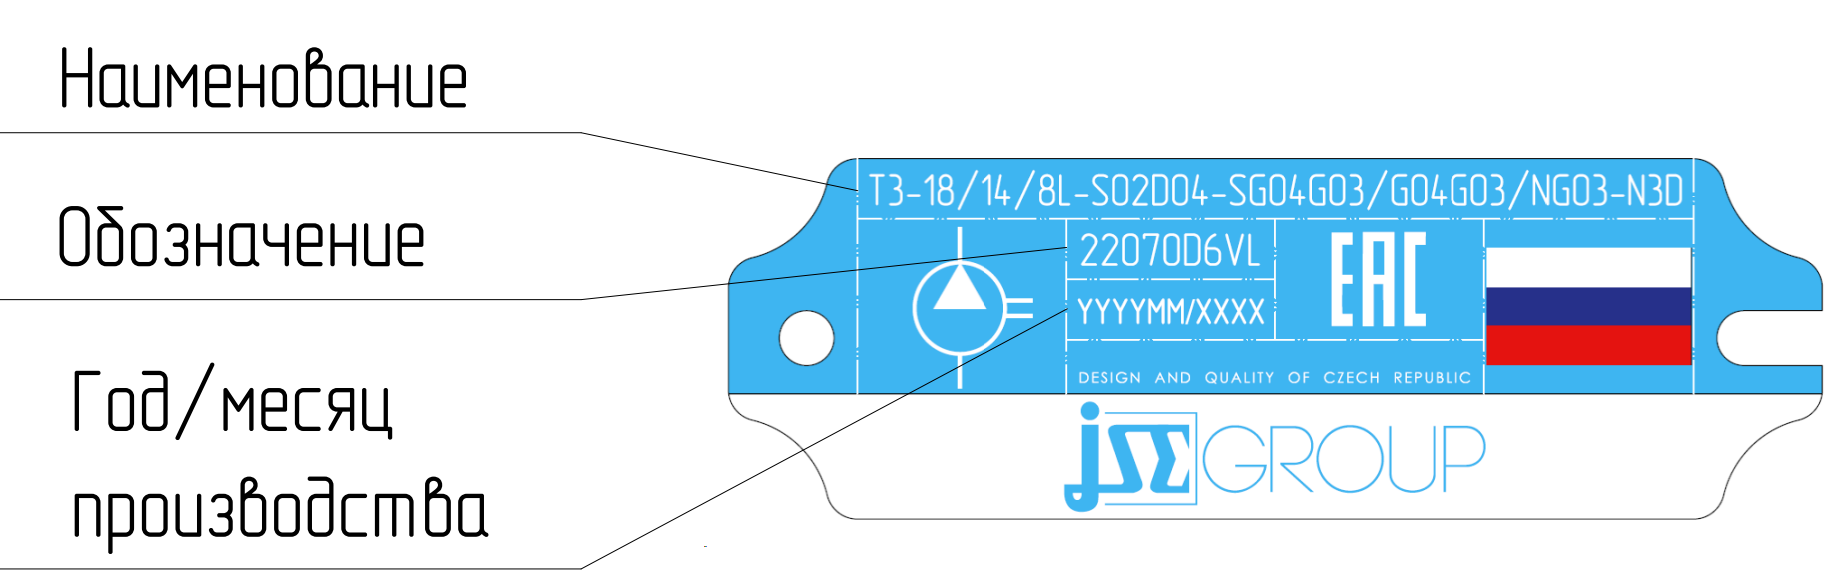 Наименование
Обозначение
Год/месяц
производства
T3-18/14/8L-S02D04-SG04G03/G04G03/NG03-N3D
22070D6VL
YYYYMM/XXXX
EAC
DESIGN AND QUALITY OF CZECH REPUBLIC
jsz GROUP